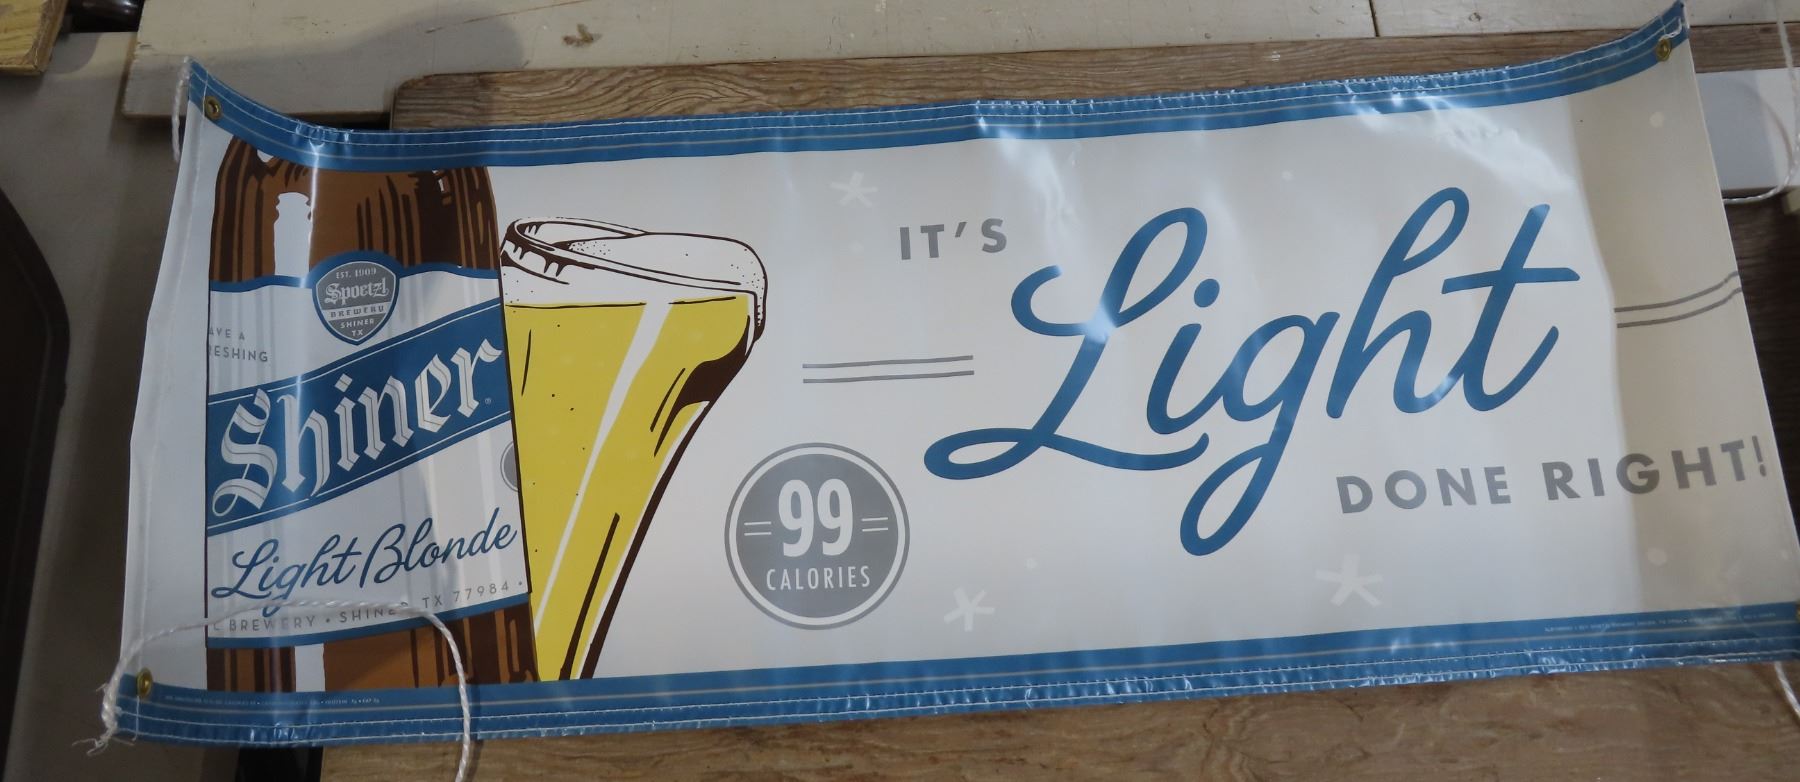 EST. 1909
Spoetzl
BREWERY
SHINER
TX
Shiner®
Light Blonde
BREWERY • SHINER TX 77984 •
99
CALORIES
IT'S
Light
DONE RIGHT!